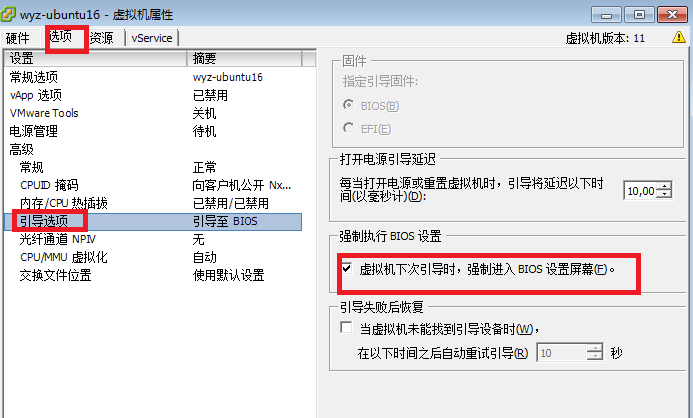 wyz-ubuntu16 - 虚拟机属性
硬件 选项 资源 vService 虚拟机版本: 11
设置 摘要
常规选项 wyz-ubuntu16
vApp 选项 已禁用
VMware Tools 关机
电源管理 待机
高级
常规 正常
CPUID 掩码 向客户机公开 Nx...
内存/CPU 热插拔 已禁用/已禁用
引导选项 引导至 BIOS
光纤通道 NPIV 无
CPU/MMU 虚拟化 自动
交换文件位置 使用默认设置
固件
指定引导固件:
BIOS(B)
EFI(E)
打开电源引导延迟
每当打开电源或重置虚拟机时，引导将延迟以下时
间(以毫秒计)(D):
10,00
强制执行 BIOS 设置
虚拟机下次引导时，强制进入 BIOS 设置屏幕(F)。
引导失败后恢复
当虚拟机未能找到引导设备时(W)，
在以下时间之后自动重试引导(R) 10 秒